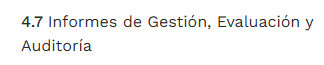 4.7 Informes de Gestión, Evaluación y
Auditoría